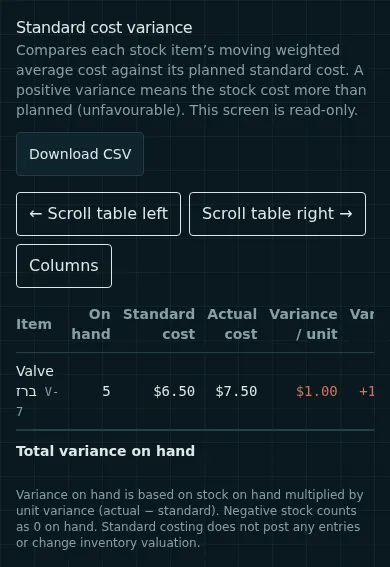 Standard cost variance
Compares each stock item’s moving weighted
average cost against its planned standard cost. A
positive variance means the stock cost more than
planned (unfavourable). This screen is read-only.
Download CSV
← Scroll table left
Scroll table right →
Columns
Item On hand Standard cost Actual cost Variance / unit
Valve ברז V-7 5 $6.50 $7.50 $1.00
Total variance on hand
Variance on hand is based on stock on hand multiplied by
unit variance (actual − standard). Negative stock counts
as 0 on hand. Standard costing does not post any entries
or change inventory valuation.